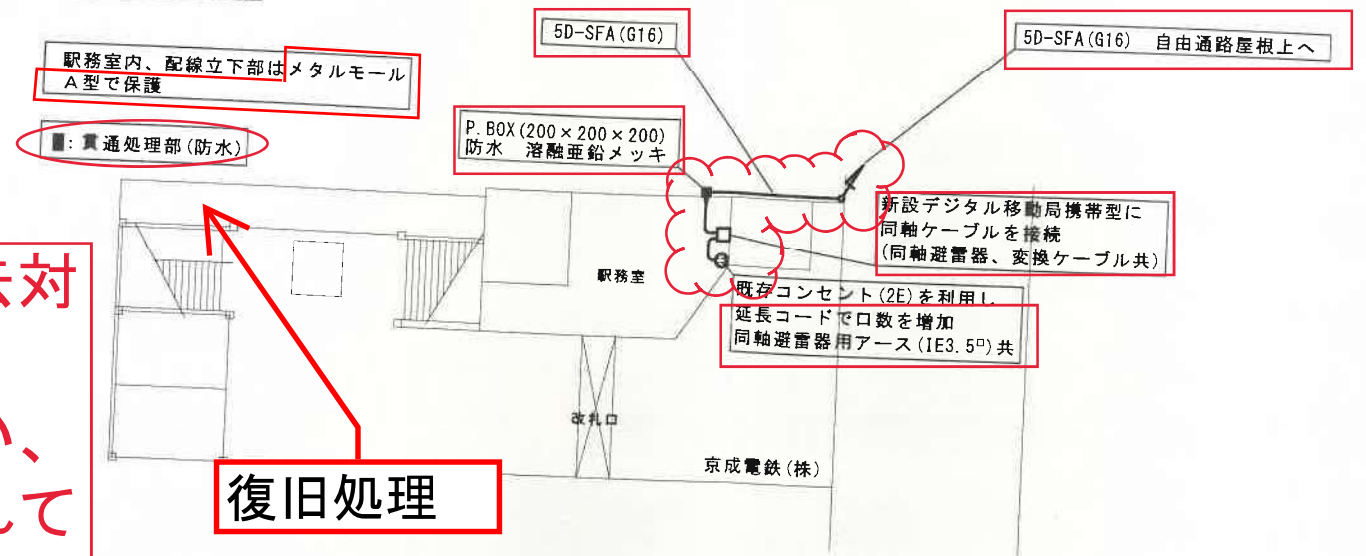 5D-SFA(G16)
5D-SFA(G16) 自由通路屋根上へ
駅務室内、配線立下部はメタルモール
A型で保護
P.BOX(200×200×200)
防水 溶融亜鉛メッキ
■: 貫通処理部(防水)
新設デジタル移動局携帯型に
同軸ケーブルを接続
(同軸避雷器、変換ケーブル共)
駅務室
既存コンセント(2E)を利用し
延長コードで口数を増加
同軸避雷器用アース(IE3.5□)共
対
、
して
改札口
京成電鉄(株)
復旧処理